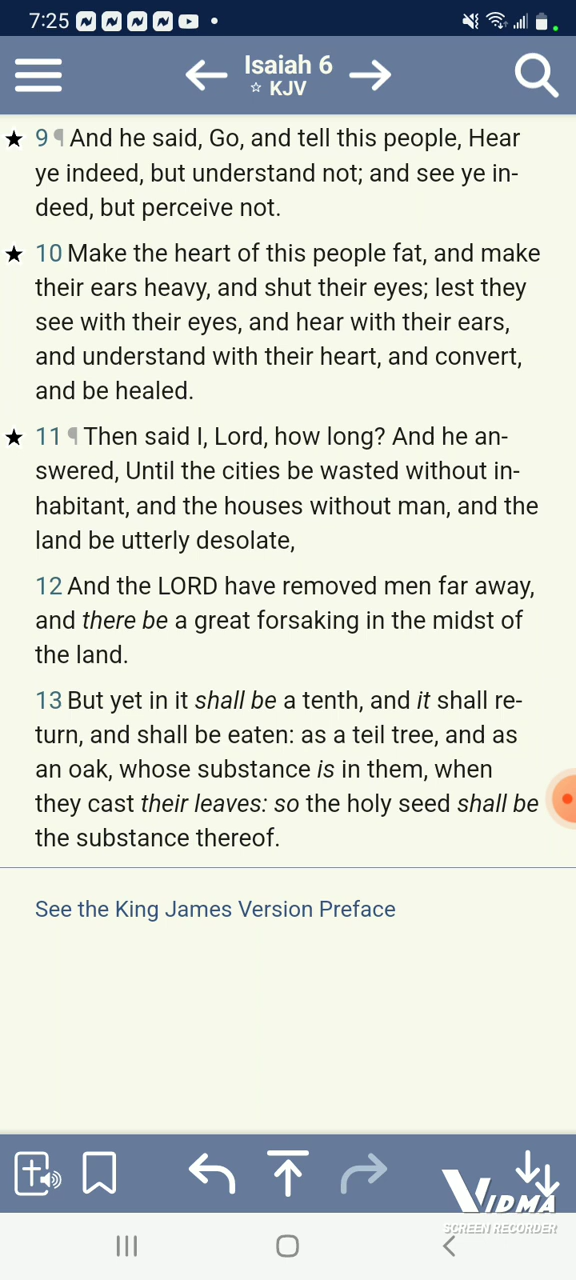 7:25
Isaiah 6
☆ KJV
★ 9 ¶ And he said, Go, and tell this people, Hear
ye indeed, but understand not; and see ye in-
deed, but perceive not.
★ 10 Make the heart of this people fat, and make
their ears heavy, and shut their eyes; lest they
see with their eyes, and hear with their ears,
and understand with their heart, and convert,
and be healed.
★ 11 ¶ Then said I, Lord, how long? And he an-
swered, Until the cities be wasted without in-
habitant, and the houses without man, and the
land be utterly desolate,
12 And the LORD have removed men far away,
and there be a great forsaking in the midst of
the land.
13 But yet in it shall be a tenth, and it shall re-
turn, and shall be eaten: as a teil tree, and as
an oak, whose substance is in them, when
they cast their leaves: so the holy seed shall be
the substance thereof.
See the King James Version Preface
VIDMA
SCREEN RECORDER